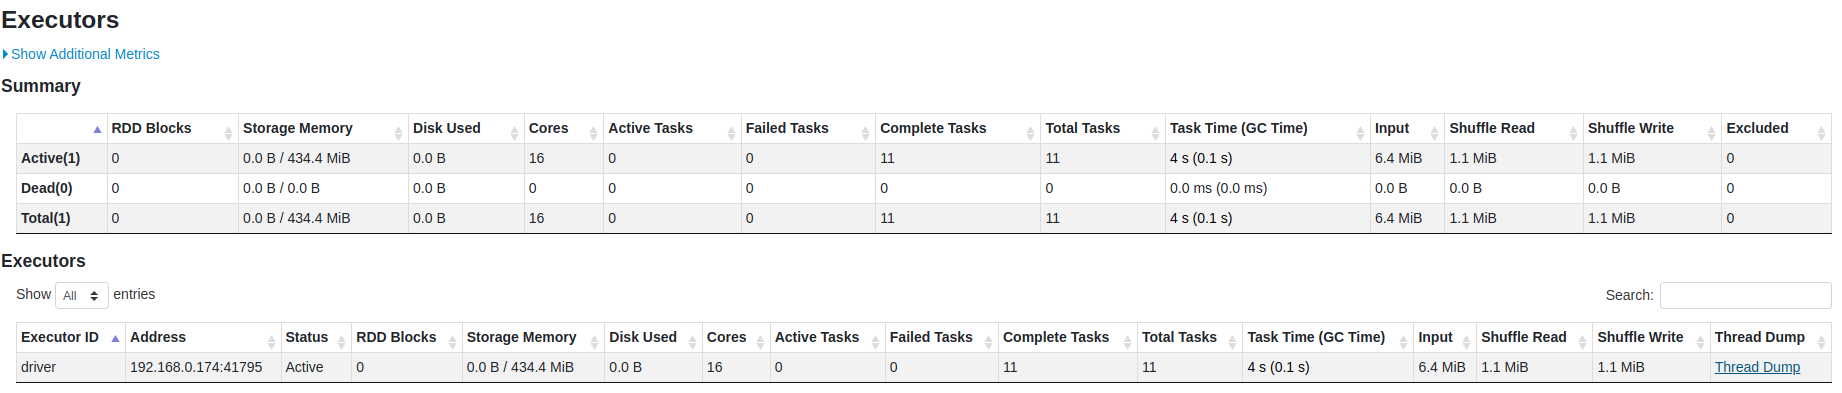 Executors
Show Additional Metrics
Summary
RDD Blocks Storage Memory Disk Used Cores Active Tasks Failed Tasks Complete Tasks Total Tasks Task Time (GC Time) Input Shuffle Read Shuffle Write Excluded
Active(1) 0 0.0 B / 434.4 MiB 0.0 B 16 0 0 11 11 4 s (0.1 s) 6.4 MiB 1.1 MiB 1.1 MiB 0
Dead(0) 0 0.0 B / 0.0 B 0.0 B 0 0 0 0 0 0.0 ms (0.0 ms) 0.0 B 0.0 B 0.0 B 0
Total(1) 0 0.0 B / 434.4 MiB 0.0 B 16 0 0 11 11 4 s (0.1 s) 6.4 MiB 1.1 MiB 1.1 MiB 0
Executors
Show All entries Search:
Executor ID Address Status RDD Blocks Storage Memory Disk Used Cores Active Tasks Failed Tasks Complete Tasks Total Tasks Task Time (GC Time) Input Shuffle Read Shuffle Write Thread Dump
driver 192.168.0.174:41795 Active 0 0.0 B / 434.4 MiB 0.0 B 16 0 0 11 11 4 s (0.1 s) 6.4 MiB 1.1 MiB 1.1 MiB Thread Dump